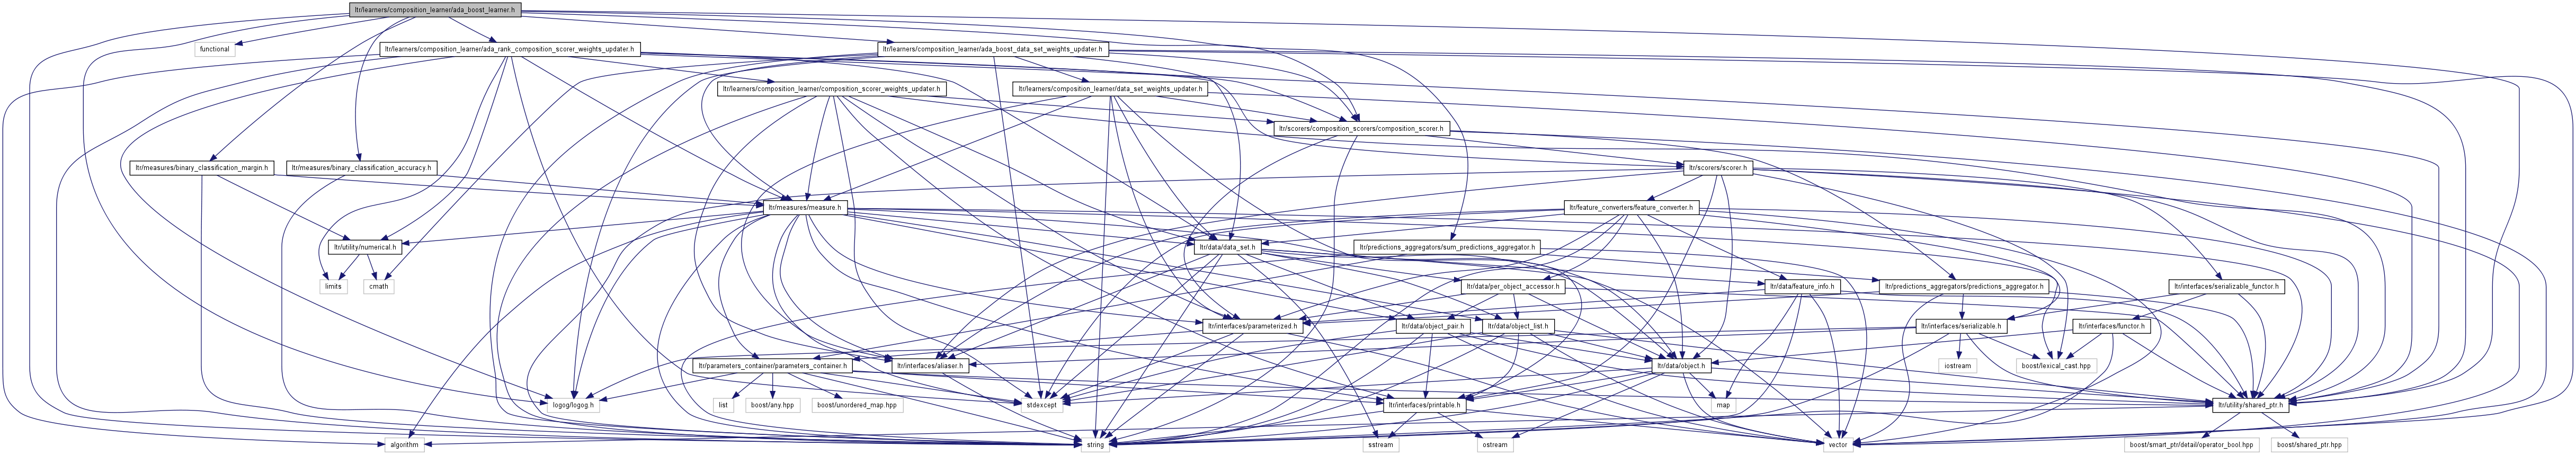 ltr/learners/composition_learner/ada_boost_learner.h
functional
ltr/learners/composition_learner/ada_rank_composition_scorer_weights_updater.h
ltr/learners/composition_learner/ada_boost_data_set_weights_updater.h
ltr/learners/composition_learner/composition_scorer_weights_updater.h
ltr/learners/composition_learner/data_set_weights_updater.h
ltr/scorers/composition_scorers/composition_scorer.h
ltr/measures/binary_classification_margin.h
ltr/measures/binary_classification_accuracy.h
ltr/scorers/scorer.h
ltr/measures/measure.h
ltr/feature_converters/feature_converter.h
ltr/utility/numerical.h
ltr/data/data_set.h
ltr/predictions_aggregators/sum_predictions_aggregator.h
limits
cmath
ltr/data/per_object_accessor.h
ltr/data/feature_info.h
ltr/predictions_aggregators/predictions_aggregator.h
ltr/interfaces/serializable_functor.h
ltr/interfaces/parameterized.h
ltr/data/object_pair.h
ltr/data/object_list.h
ltr/interfaces/serializable.h
ltr/interfaces/functor.h
ltr/parameters_container/parameters_container.h
ltr/interfaces/aliaser.h
ltr/data/object.h
iostream
boost/lexical_cast.hpp
logog/logog.h
list
boost/any.hpp
boost/unordered_map.hpp
stdexcept
ltr/interfaces/printable.h
map
ltr/utility/shared_ptr.h
algorithm
string
sstream
ostream
vector
boost/smart_ptr/detail/operator_bool.hpp
boost/shared_ptr.hpp